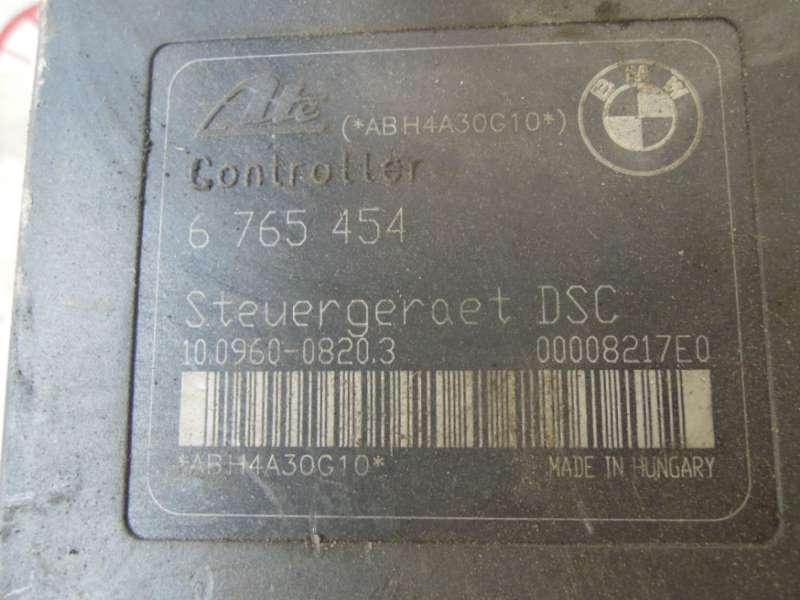 Ate (*ABH4A30G10*) BMW
Controller
6 765 454
Steuergeraet DSC
10.0960-0820.3 00008217E0
*ABH4A30G10* MADE IN HUNGARY